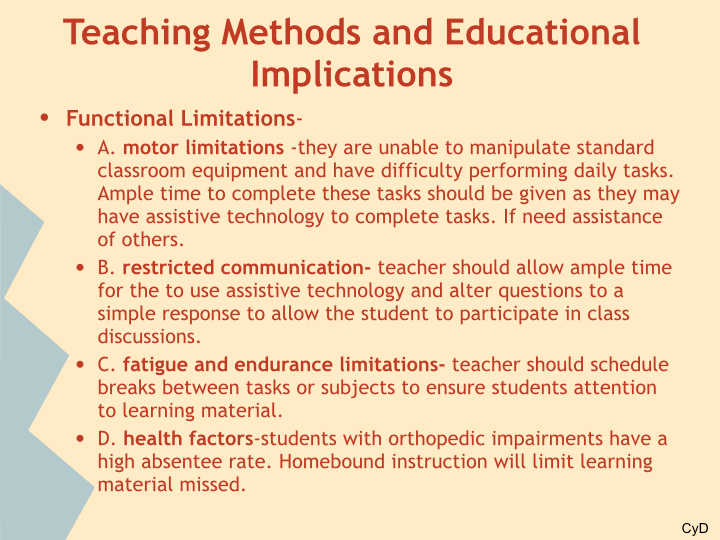 Teaching Methods and Educational
Implications
• Functional Limitations-
• A. motor limitations -they are unable to manipulate standard
classroom equipment and have difficulty performing daily tasks.
Ample time to complete these tasks should be given as they may
have assistive technology to complete tasks. If need assistance
of others.
• B. restricted communication- teacher should allow ample time
for the to use assistive technology and alter questions to a
simple response to allow the student to participate in class
discussions.
• C. fatigue and endurance limitations- teacher should schedule
breaks between tasks or subjects to ensure students attention
to learning material.
• D. health factors-students with orthopedic impairments have a
high absentee rate. Homebound instruction will limit learning
material missed.
CyD